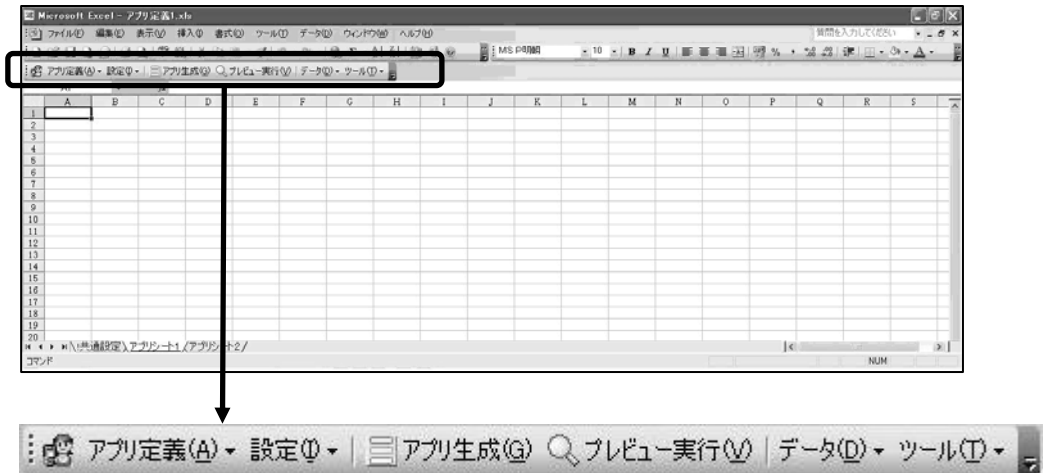 Microsoft Excel - アプリ定義1.xls
ファイル(F) 編集(E) 表示(V) 挿入(I) 書式(O) ツール(T) データ(D) ウィンドウ(W) ヘルプ(H) 質問を入力してください
MS P明朝 10 B I U % , A
アプリ定義(A) 設定(I) アプリ生成(G) プレビュー実行(V) データ(D) ツール(T)
A B C D E F G H I J K L M N O P Q R S
1
2
3
4
5
6
7
8
9
10
11
12
13
14
15
16
17
18
19
20
!共通設定 アプリシート1 アプリシート2
コマンド NUM
アプリ定義(A) 設定(I) アプリ生成(G) プレビュー実行(V) データ(D) ツール(T)